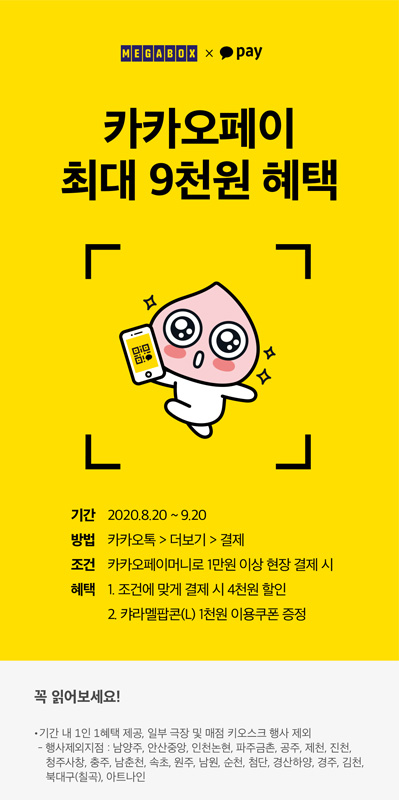 MEGABOX × pay
카카오페이
최대 9천원 혜택
기간 2020.8.20 ~ 9.20
방법 카카오톡 > 더보기 > 결제
조건 카카오페이머니로 1만원 이상 현장 결제 시
혜택 1. 조건에 맞게 결제 시 4천원 할인
2. 캬라멜팝콘(L) 1천원 이용쿠폰 증정
꼭 읽어보세요!
• 기간 내 1인 1혜택 제공, 일부 극장 및 매점 키오스크 행사 제외
- 행사제외지점 : 남양주, 안산중앙, 인천논현, 파주금촌, 공주, 제천, 진천,
청주사창, 충주, 남춘천, 속초, 원주, 남원, 순천, 첨단, 경산하양, 경주, 김천,
북대구(칠곡), 아트나인